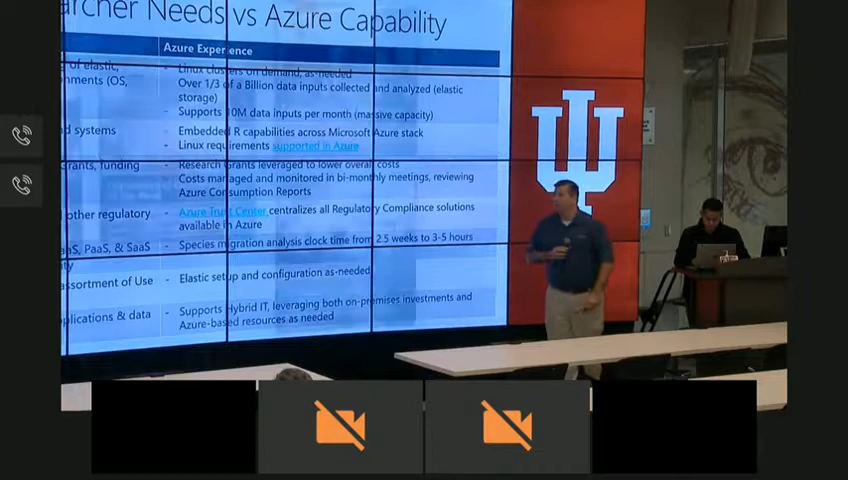 rcher Needs vs Azure Capability
Azure Experience
of elastic,
nments (OS,
- Linux clusters on demand, as-needed
Over 1/3 of a Billion data inputs collected and analyzed (elastic
storage)
- Supports 10M data inputs per month (massive capacity)
d systems
- Embedded R capabilities across Microsoft Azure stack
- Linux requirements supported in Azure
grants, funding
- Research Grants leveraged to lower overall costs
Costs managed and monitored in bi-monthly meetings, reviewing
Azure Consumption Reports
other regulatory
- Azure Trust Center centralizes all Regulatory Compliance solutions
available in Azure
aaS, PaaS, & SaaS
- Species migration analysis clock time from 2.5 weeks to 3-5 hours
ty
assortment of Use
- Elastic setup and configuration as-needed
plications & data
- Supports Hybrid IT, leveraging both on-premises investments and
Azure-based resources as needed